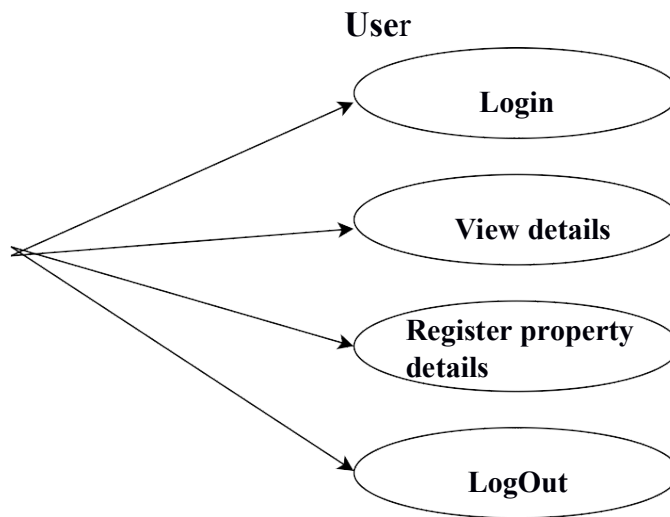 User
Login
View details
Register property
details
LogOut